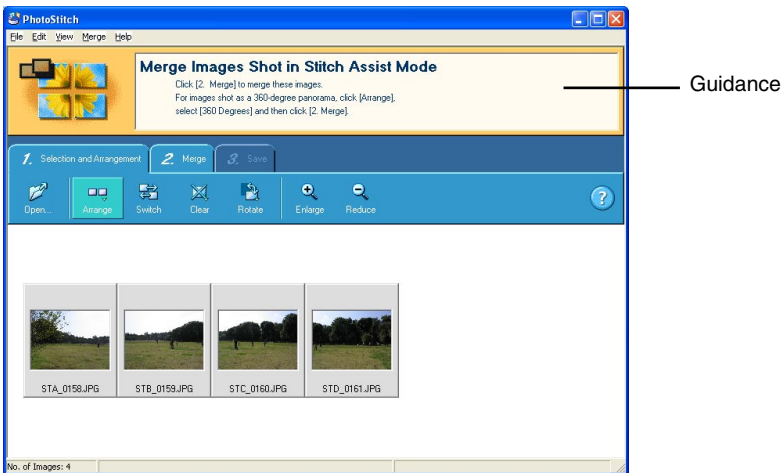 PhotoStitch
File Edit View Merge Help
Merge Images Shot in Stitch Assist Mode
Click [2. Merge] to merge these images.
For images shot as a 360-degree panorama, click [Arrange],
select [360 Degrees] and then click [2. Merge].
Guidance
1. Selection and Arrangement 2. Merge 3. Save
Open... Arrange Switch Clear Rotate Enlarge Reduce ?
STA_0158.JPG STB_0159.JPG STC_0160.JPG STD_0161.JPG
No. of Images: 4